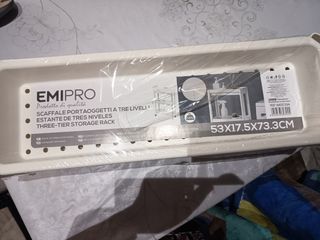 EMIPRO
Prodotto di qualità
SCAFFALE PORTAOGGETTI A TRE LIVELLI
ESTANTE DE TRES NIVELES
THREE-TIER STORAGE RACK
53X17.5X73.3CM